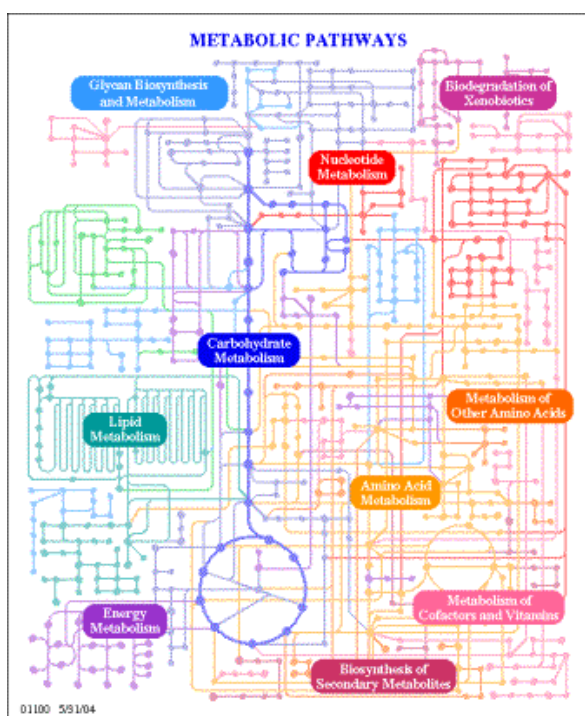 METABOLIC PATHWAYS
Glycan Biosynthesis
and Metabolism
Biodegradation of
Xenobiotics
Nucleotide
Metabolism
Carbohydrate
Metabolism
Lipid
Metabolism
Metabolism of
Other Amino Acids
Amino Acid
Metabolism
Energy
Metabolism
Metabolism of
Cofactors and Vitamins
Biosynthesis of
Secondary Metabolites
01100 5/31/04